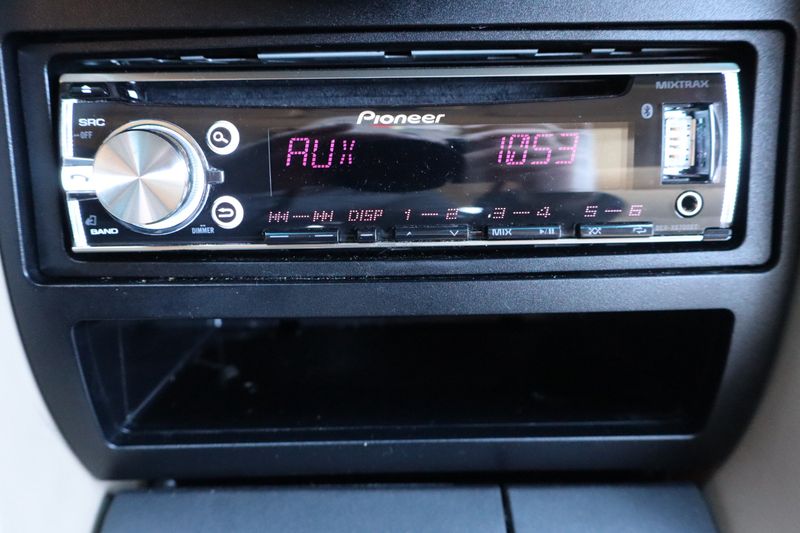 MIXTRAX
Pioneer
SRC
OFF
AUX 10:53
DISP 1 2 3 4 5 6
BAND DIMMER MIX